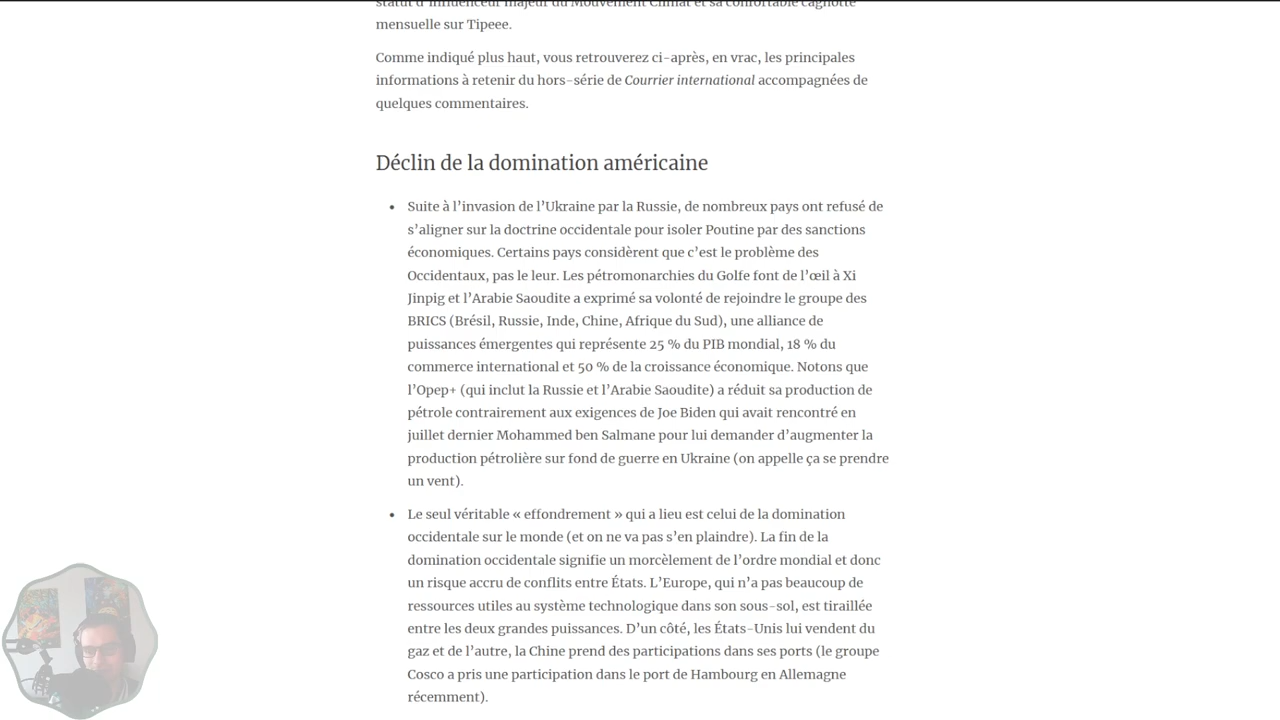 statut d'influenceur majeur du Mouvement Climat et sa confortable cagnotte
mensuelle sur Tipeee.
Comme indiqué plus haut, vous retrouverez ci-après, en vrac, les principales
informations à retenir du hors-série de Courrier international accompagnées de
quelques commentaires.
Déclin de la domination américaine
• Suite à l’invasion de l’Ukraine par la Russie, de nombreux pays ont refusé de
s’aligner sur la doctrine occidentale pour isoler Poutine par des sanctions
économiques. Certains pays considèrent que c’est le problème des
Occidentaux, pas le leur. Les pétromonarchies du Golfe font de l’œil à Xi
Jinpig et l’Arabie Saoudite a exprimé sa volonté de rejoindre le groupe des
BRICS (Brésil, Russie, Inde, Chine, Afrique du Sud), une alliance de
puissances émergentes qui représente 25 % du PIB mondial, 18 % du
commerce international et 50 % de la croissance économique. Notons que
l’Opep+ (qui inclut la Russie et l’Arabie Saoudite) a réduit sa production de
pétrole contrairement aux exigences de Joe Biden qui avait rencontré en
juillet dernier Mohammed ben Salmane pour lui demander d’augmenter la
production pétrolière sur fond de guerre en Ukraine (on appelle ça se prendre
un vent).
• Le seul véritable « effondrement » qui a lieu est celui de la domination
occidentale sur le monde (et on ne va pas s’en plaindre). La fin de la
domination occidentale signifie un morcèlement de l’ordre mondial et donc
un risque accru de conflits entre États. L’Europe, qui n’a pas beaucoup de
ressources utiles au système technologique dans son sous-sol, est tiraillée
entre les deux grandes puissances. D’un côté, les États-Unis lui vendent du
gaz et de l’autre, la Chine prend des participations dans ses ports (le groupe
Cosco a pris une participation dans le port de Hambourg en Allemagne
récemment).